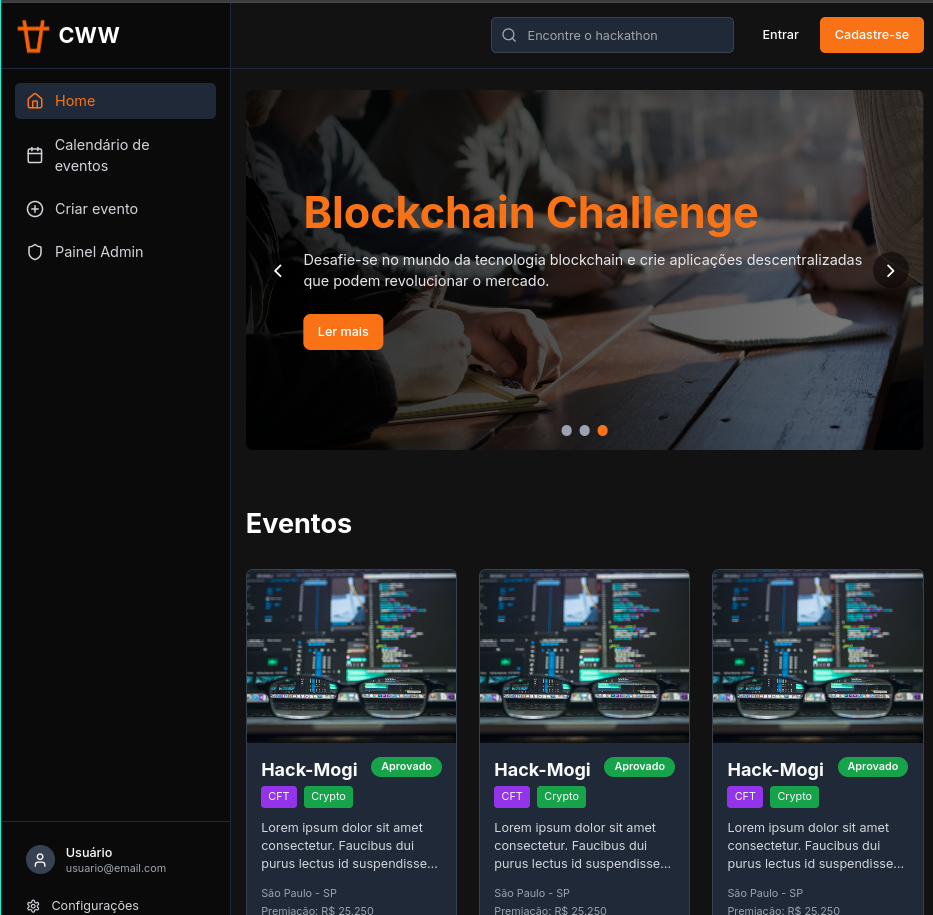 CWW
Encontre o hackathon
Entrar
Cadastre-se
Home
Calendário de
eventos
Criar evento
Painel Admin
Blockchain Challenge
Desafie-se no mundo da tecnologia blockchain e crie aplicações descentralizadas
que podem revolucionar o mercado.
Ler mais
Eventos
Hack-Mogi
Aprovado
CFT
Crypto
Lorem ipsum dolor sit amet
consectetur. Faucibus dui
purus lectus id suspendisse...
São Paulo - SP
Premiação: R$ 25.250
Hack-Mogi
Aprovado
CFT
Crypto
Lorem ipsum dolor sit amet
consectetur. Faucibus dui
purus lectus id suspendisse...
São Paulo - SP
Premiação: R$ 25.250
Hack-Mogi
Aprovado
CFT
Crypto
Lorem ipsum dolor sit amet
consectetur. Faucibus dui
purus lectus id suspendisse...
São Paulo - SP
Premiação: R$ 25.250
Usuário
usuario@email.com
Configurações